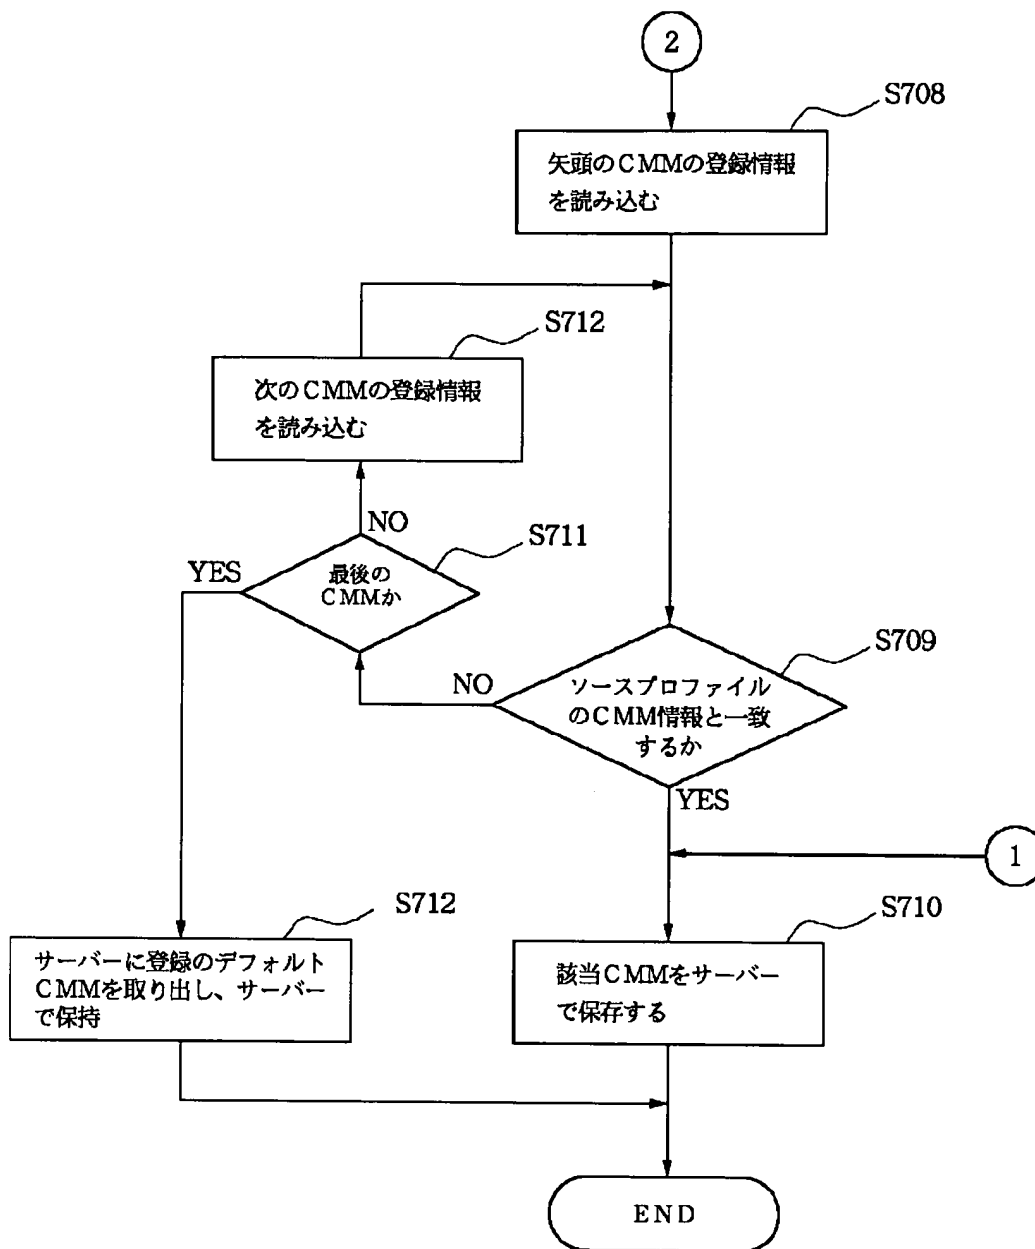 2
S708
矢頭のCMMの登録情報
を読み込む
S712
次のCMMの登録情報
を読み込む
NO
S711
YES
最後の
CMMか
S709
NO
ソースプロファイル
のCMM情報と一致
するか
YES
1
S712
S710
サーバーに登録のデフォルト
CMMを取り出し、サーバー
で保持
該当CMMをサーバー
で保存する
END